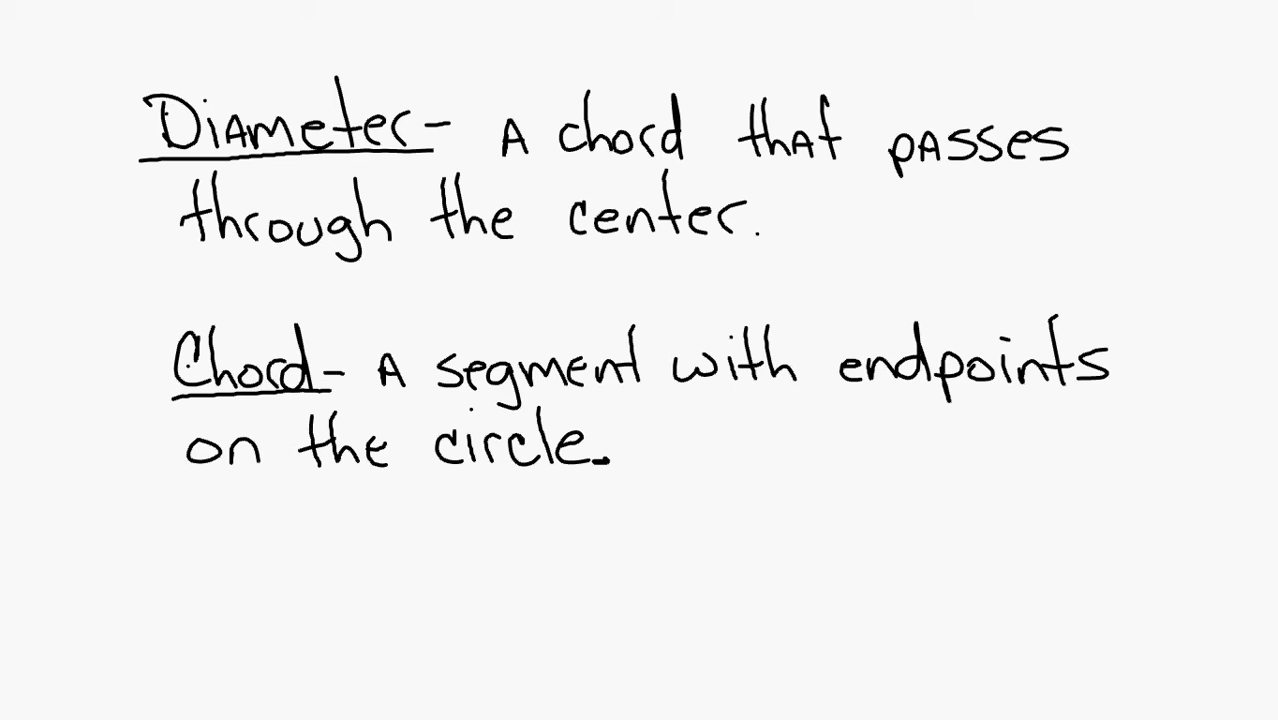 Diameter- A chord that passes
through the center.
Chord- A segment with endpoints
on the circle.